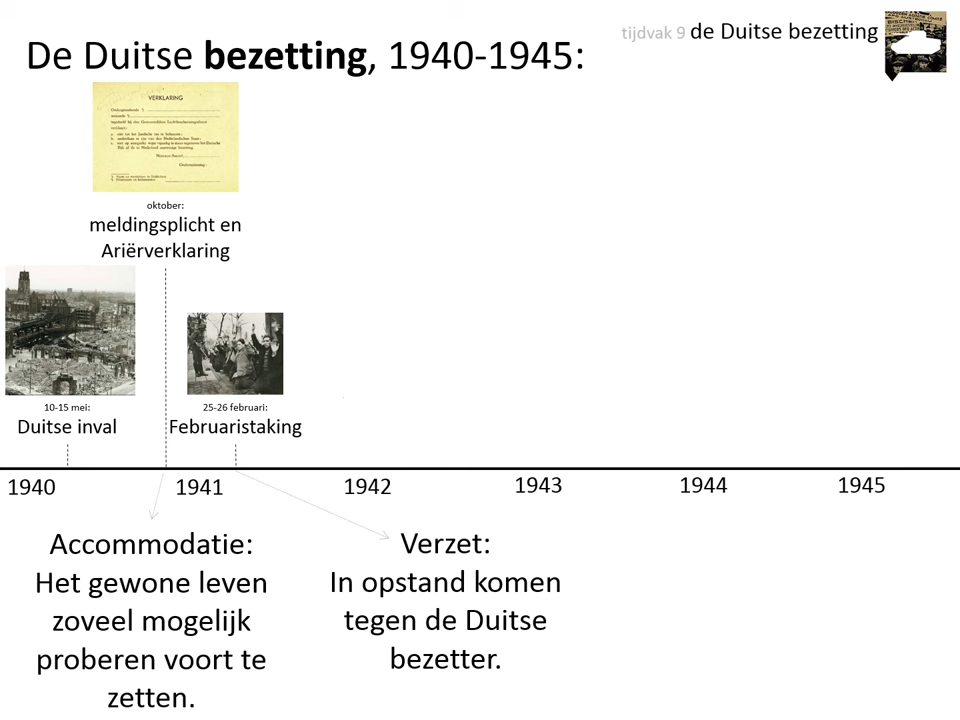 tijdvak 9 de Duitse bezetting
De Duitse bezetting, 1940-1945:
VERKLARING
oktober:
meldingsplicht en
Ariërverklaring
10-15 mei:
Duitse inval
25-26 februari:
Februaristaking
1940 1941 1942 1943 1944 1945
Accommodatie:
Het gewone leven
zoveel mogelijk
proberen voort te
zetten.
Verzet:
In opstand komen
tegen de Duitse
bezetter.